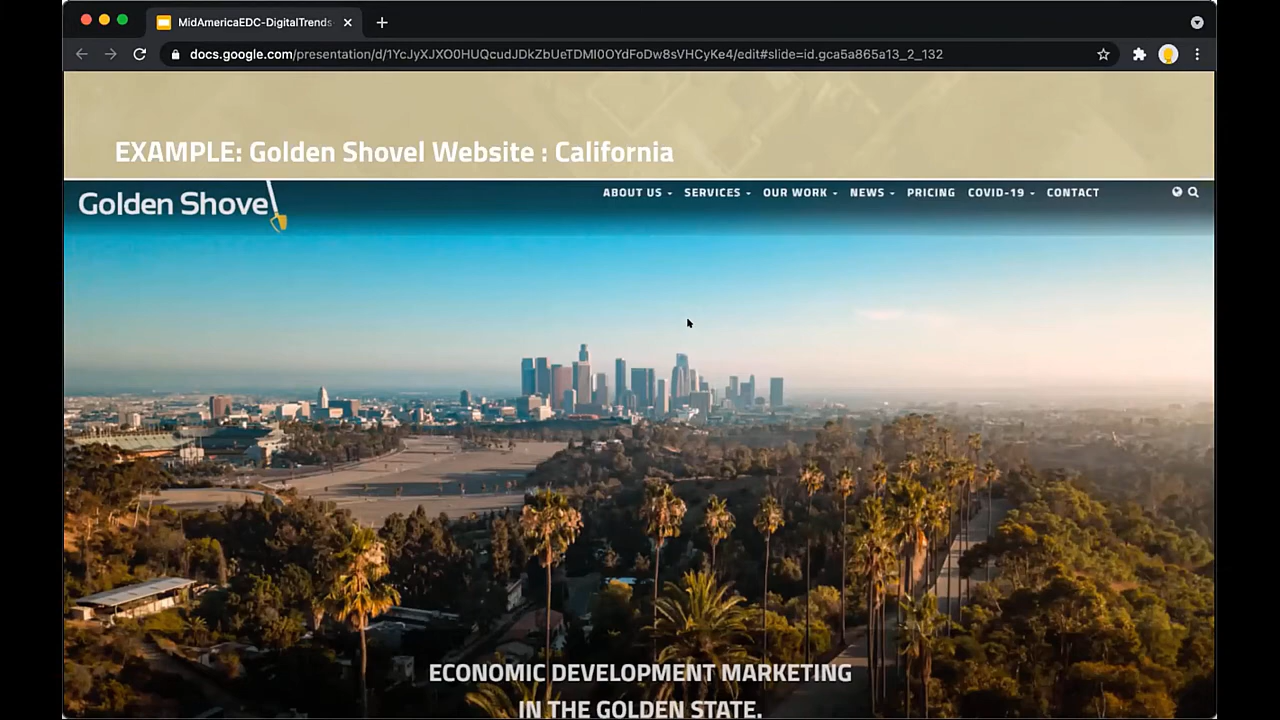 MidAmericaEDC-DigitalTrends
docs.google.com/presentation/d/1YcJyXJXO0HUQcudJDkZbUeTDMI0OYdFoDw8sVHCyKe4/edit#slide=id.gca5a865a13_2_132
EXAMPLE: Golden Shovel Website : California
Golden Shovel
ABOUT US SERVICES OUR WORK NEWS PRICING COVID-19 CONTACT
ECONOMIC DEVELOPMENT MARKETING
IN THE GOLDEN STATE.